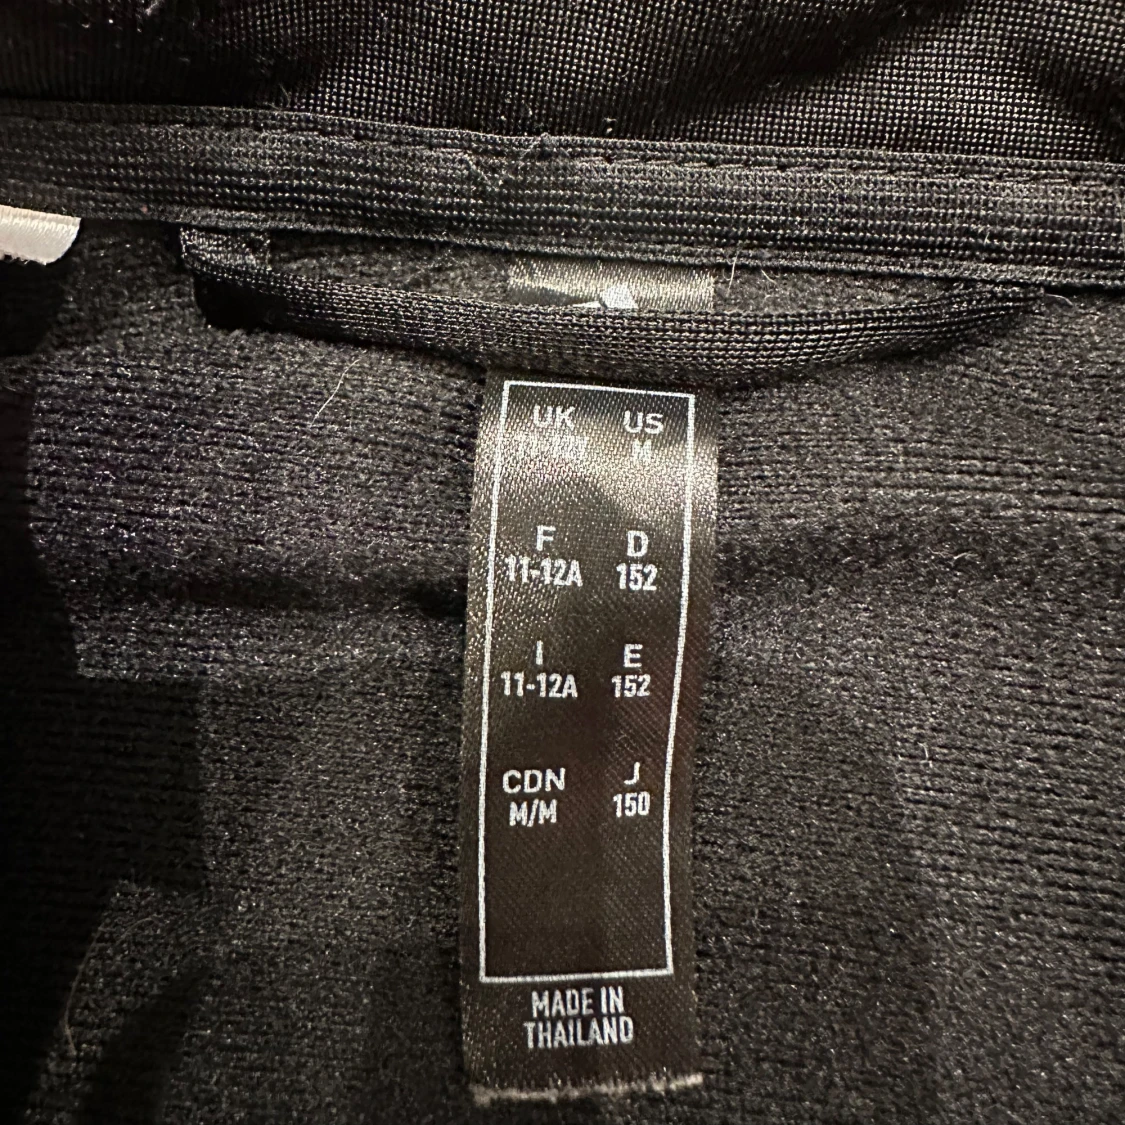 UK US
M
F D
11-12A 152
I E
11-12A 152
CDN J
M/M 150
MADE IN
THAILAND